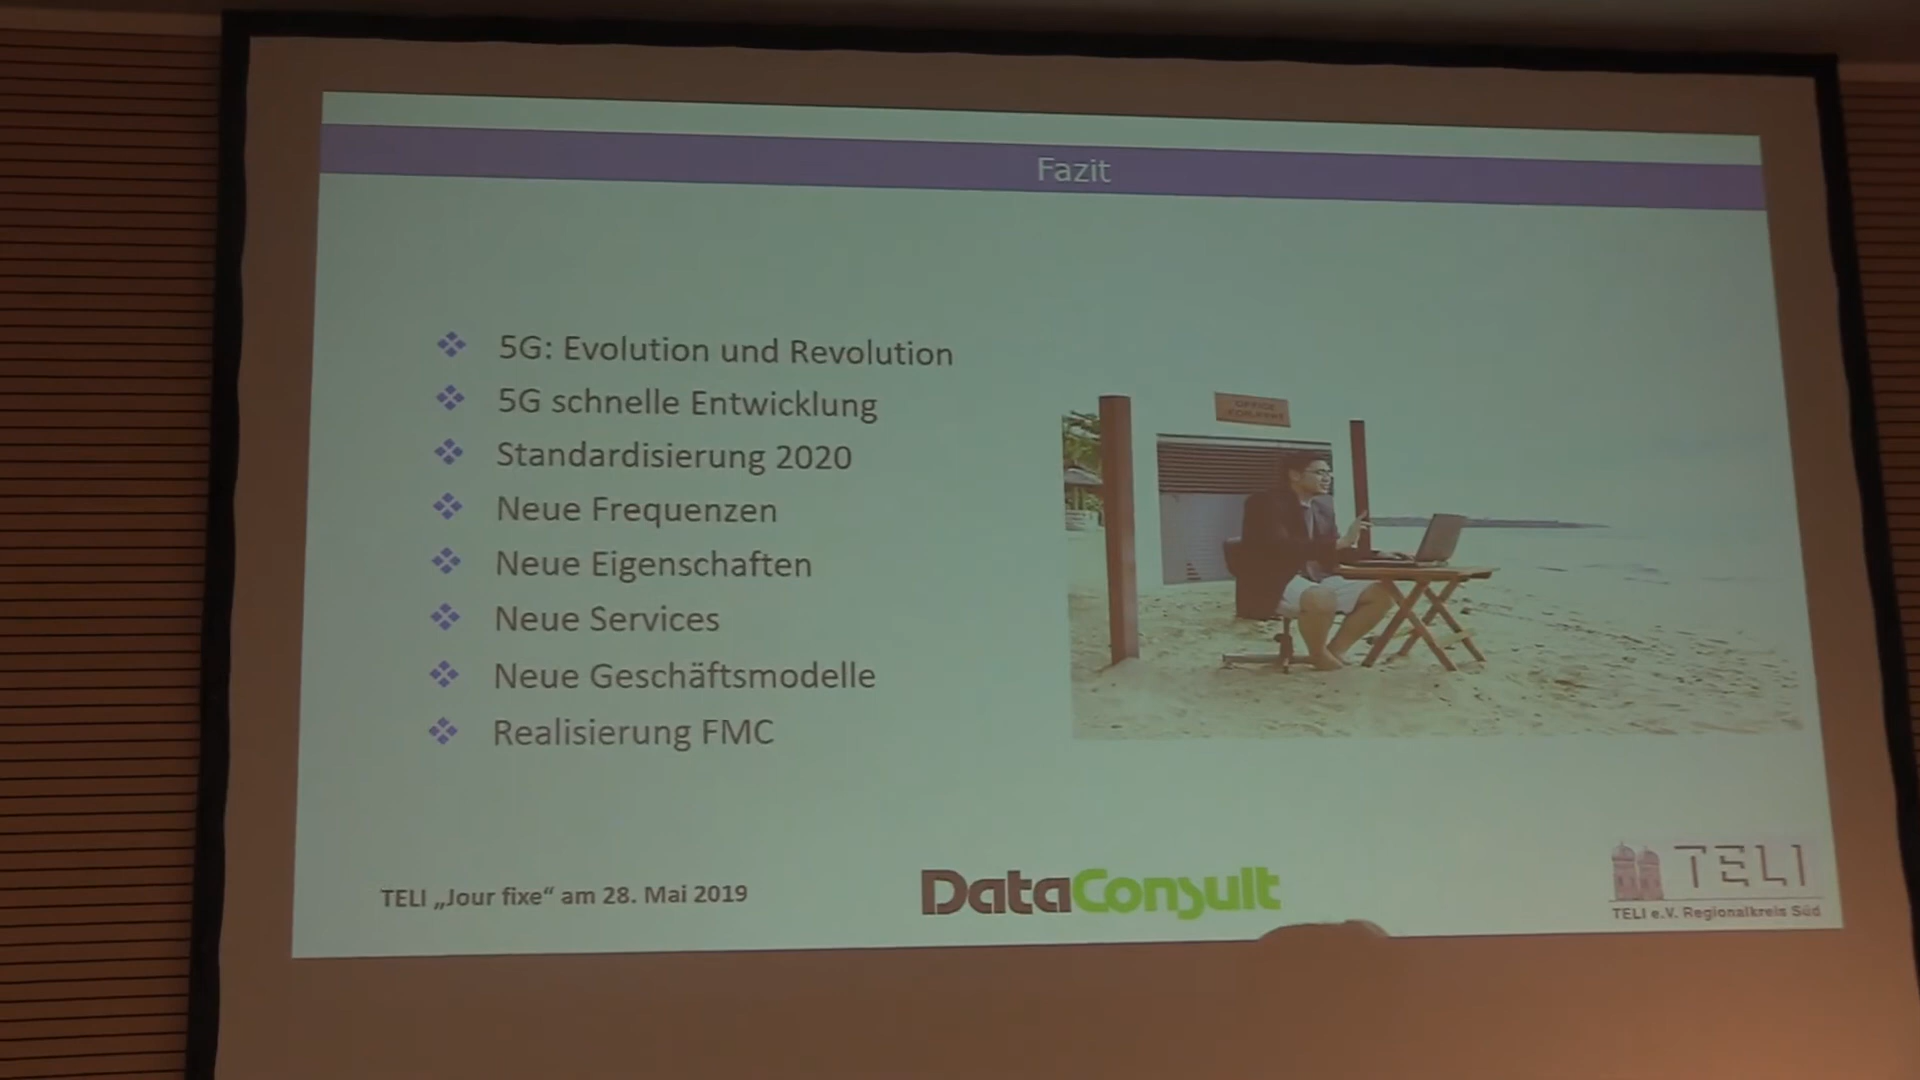 Fazit
5G: Evolution und Revolution
5G schnelle Entwicklung
Standardisierung 2020
Neue Frequenzen
Neue Eigenschaften
Neue Services
Neue Geschäftsmodelle
Realisierung FMC
OFFICE
TELI „Jour fixe“ am 28. Mai 2019
DataConsult
TELI
TELI e.V. Regionalkreis Süd